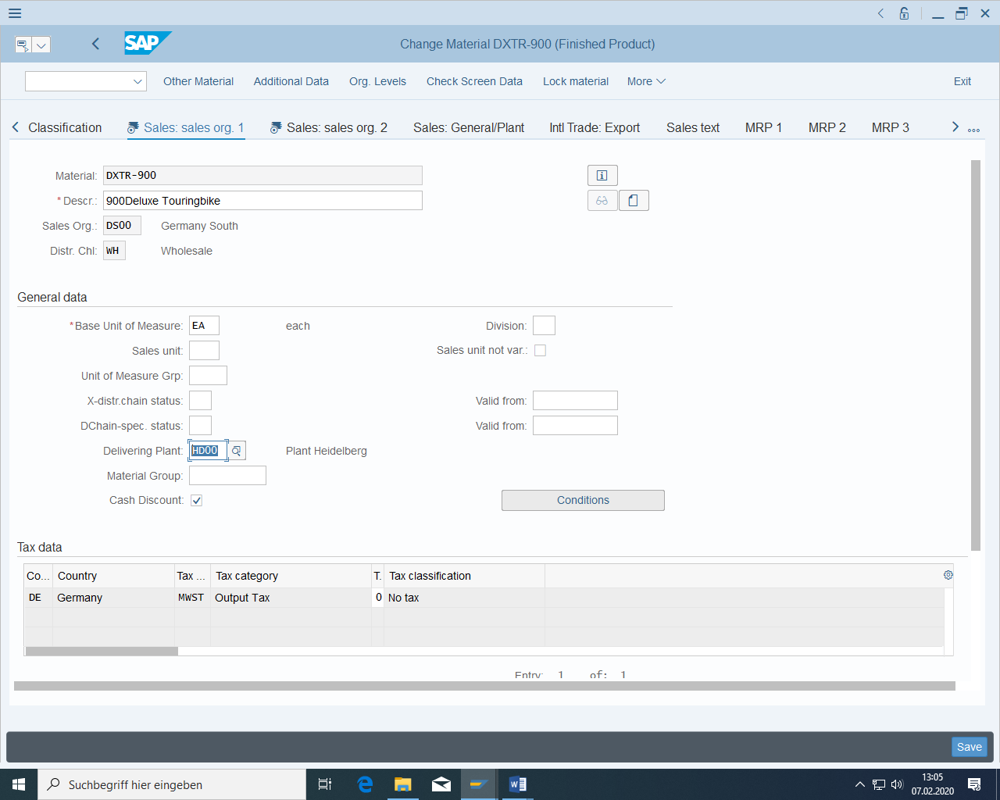 SAP
Change Material DXTR-900 (Finished Product)
Other Material Additional Data Org. Levels Check Screen Data Lock material More Exit
Classification Sales: sales org. 1 Sales: sales org. 2 Sales: General/Plant Intl Trade: Export Sales text MRP 1 MRP 2 MRP 3
Material: DXTR-900
* Descr.: 900Deluxe Touringbike
Sales Org.: DS00 Germany South
Distr. Chl: WH Wholesale
General data
*Base Unit of Measure: EA each Division:
Sales unit: Sales unit not var.:
Unit of Measure Grp:
X-distr.chain status: Valid from:
DChain-spec. status: Valid from:
Delivering Plant: HD00 Plant Heidelberg
Material Group:
Cash Discount: Conditions
Tax data
Co... Country Tax ... Tax category T. Tax classification
DE Germany MWST Output Tax 0 No tax
Entry: 1 of: 1
Save
Suchbegriff hier eingeben
13:05
07.02.2020